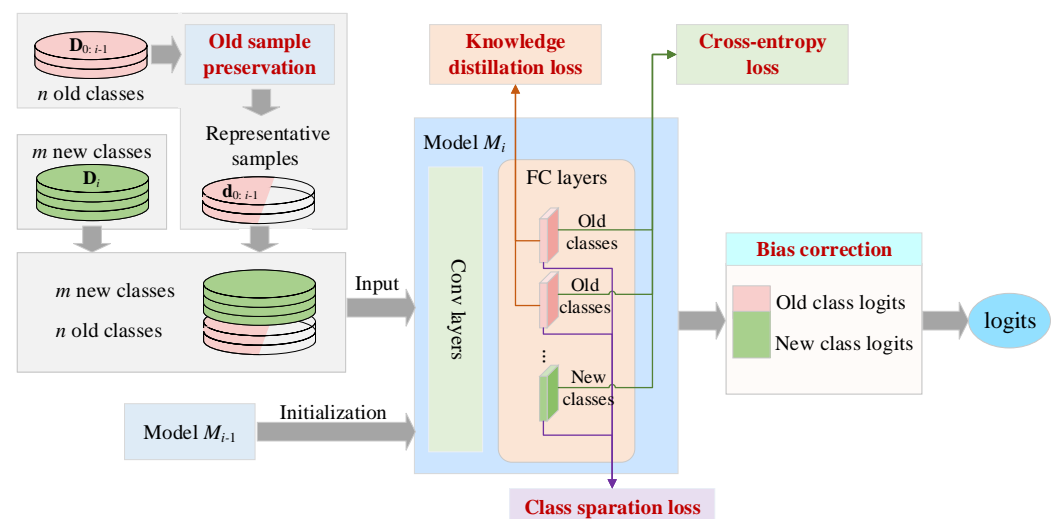 D0: i-1
n old classes
Old sample
preservation
Representative
samples
d0: i-1
m new classes
Di
m new classes
n old classes
Input
Model Mi-1
Initialization
Knowledge
distillation loss
Cross-entropy
loss
Model Mi
Conv layers
FC layers
Old
classes
Old
classes
...
New
classes
Class sparation loss
Bias correction
Old class logits
New class logits
logits